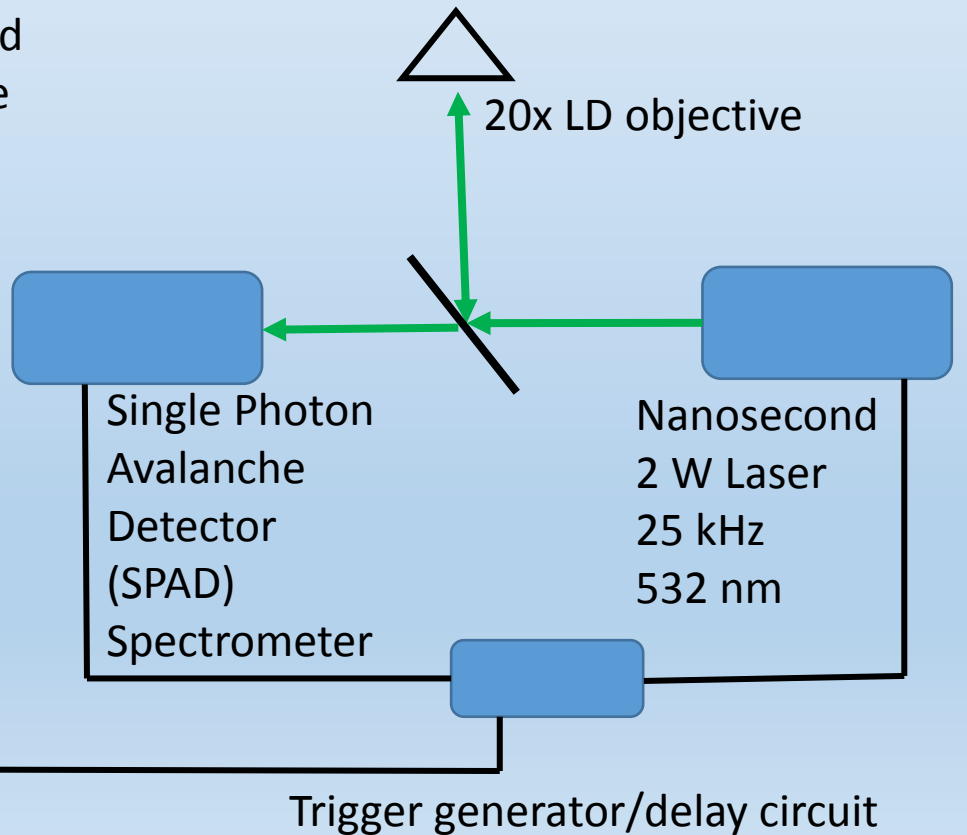 d
e
20x LD objective
Single Photon
Avalanche
Detector
(SPAD)
Spectrometer
Nanosecond
2 W Laser
25 kHz
532 nm
Trigger generator/delay circuit